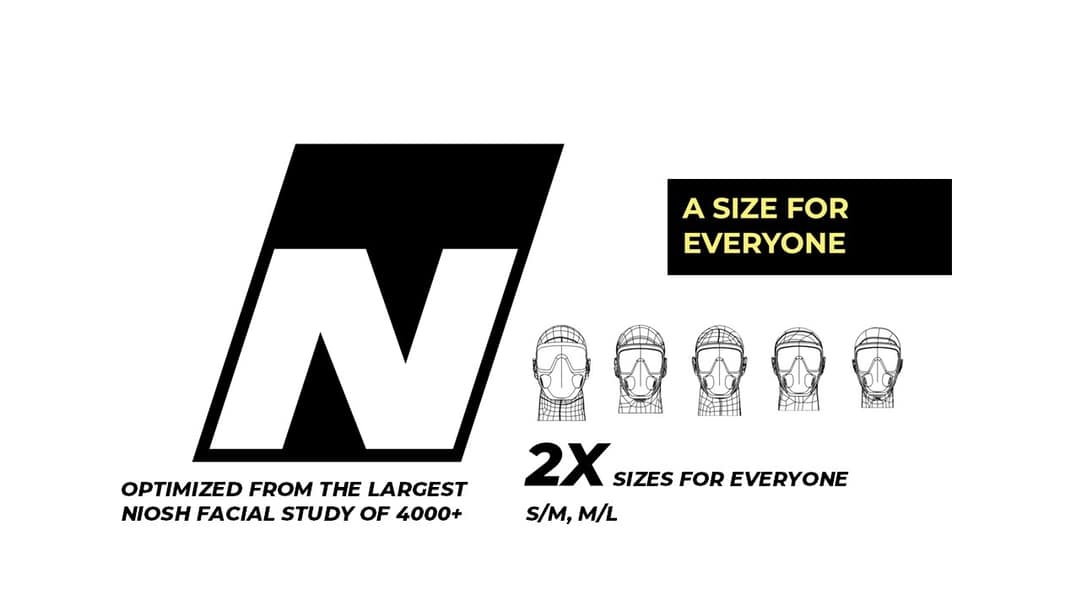 N
OPTIMIZED FROM THE LARGEST
NIOSH FACIAL STUDY OF 4000+
A SIZE FOR
EVERYONE
2X SIZES FOR EVERYONE
S/M, M/L